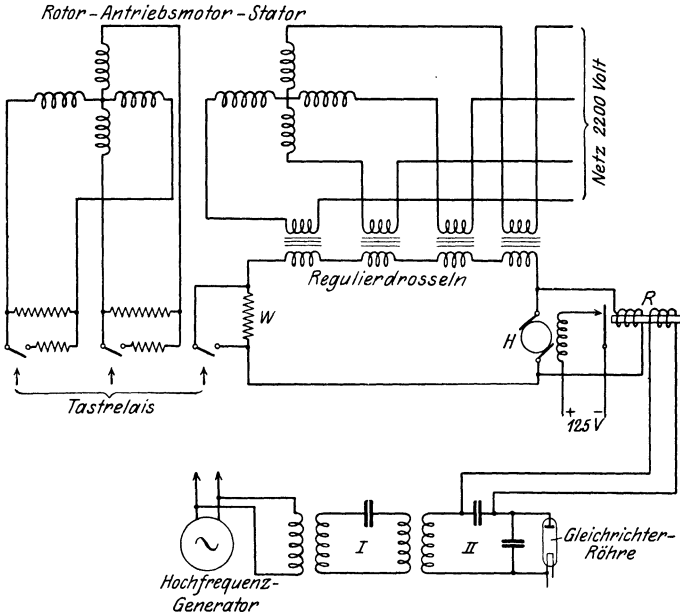 Rotor-Antriebsmotor-Stator
Netz 2200 Volt
Regulierdrosseln
W
H
R
Tastrelais
+ –
125 V
I
II
Gleichrichter-
Röhre
Hochfrequenz-
Generator